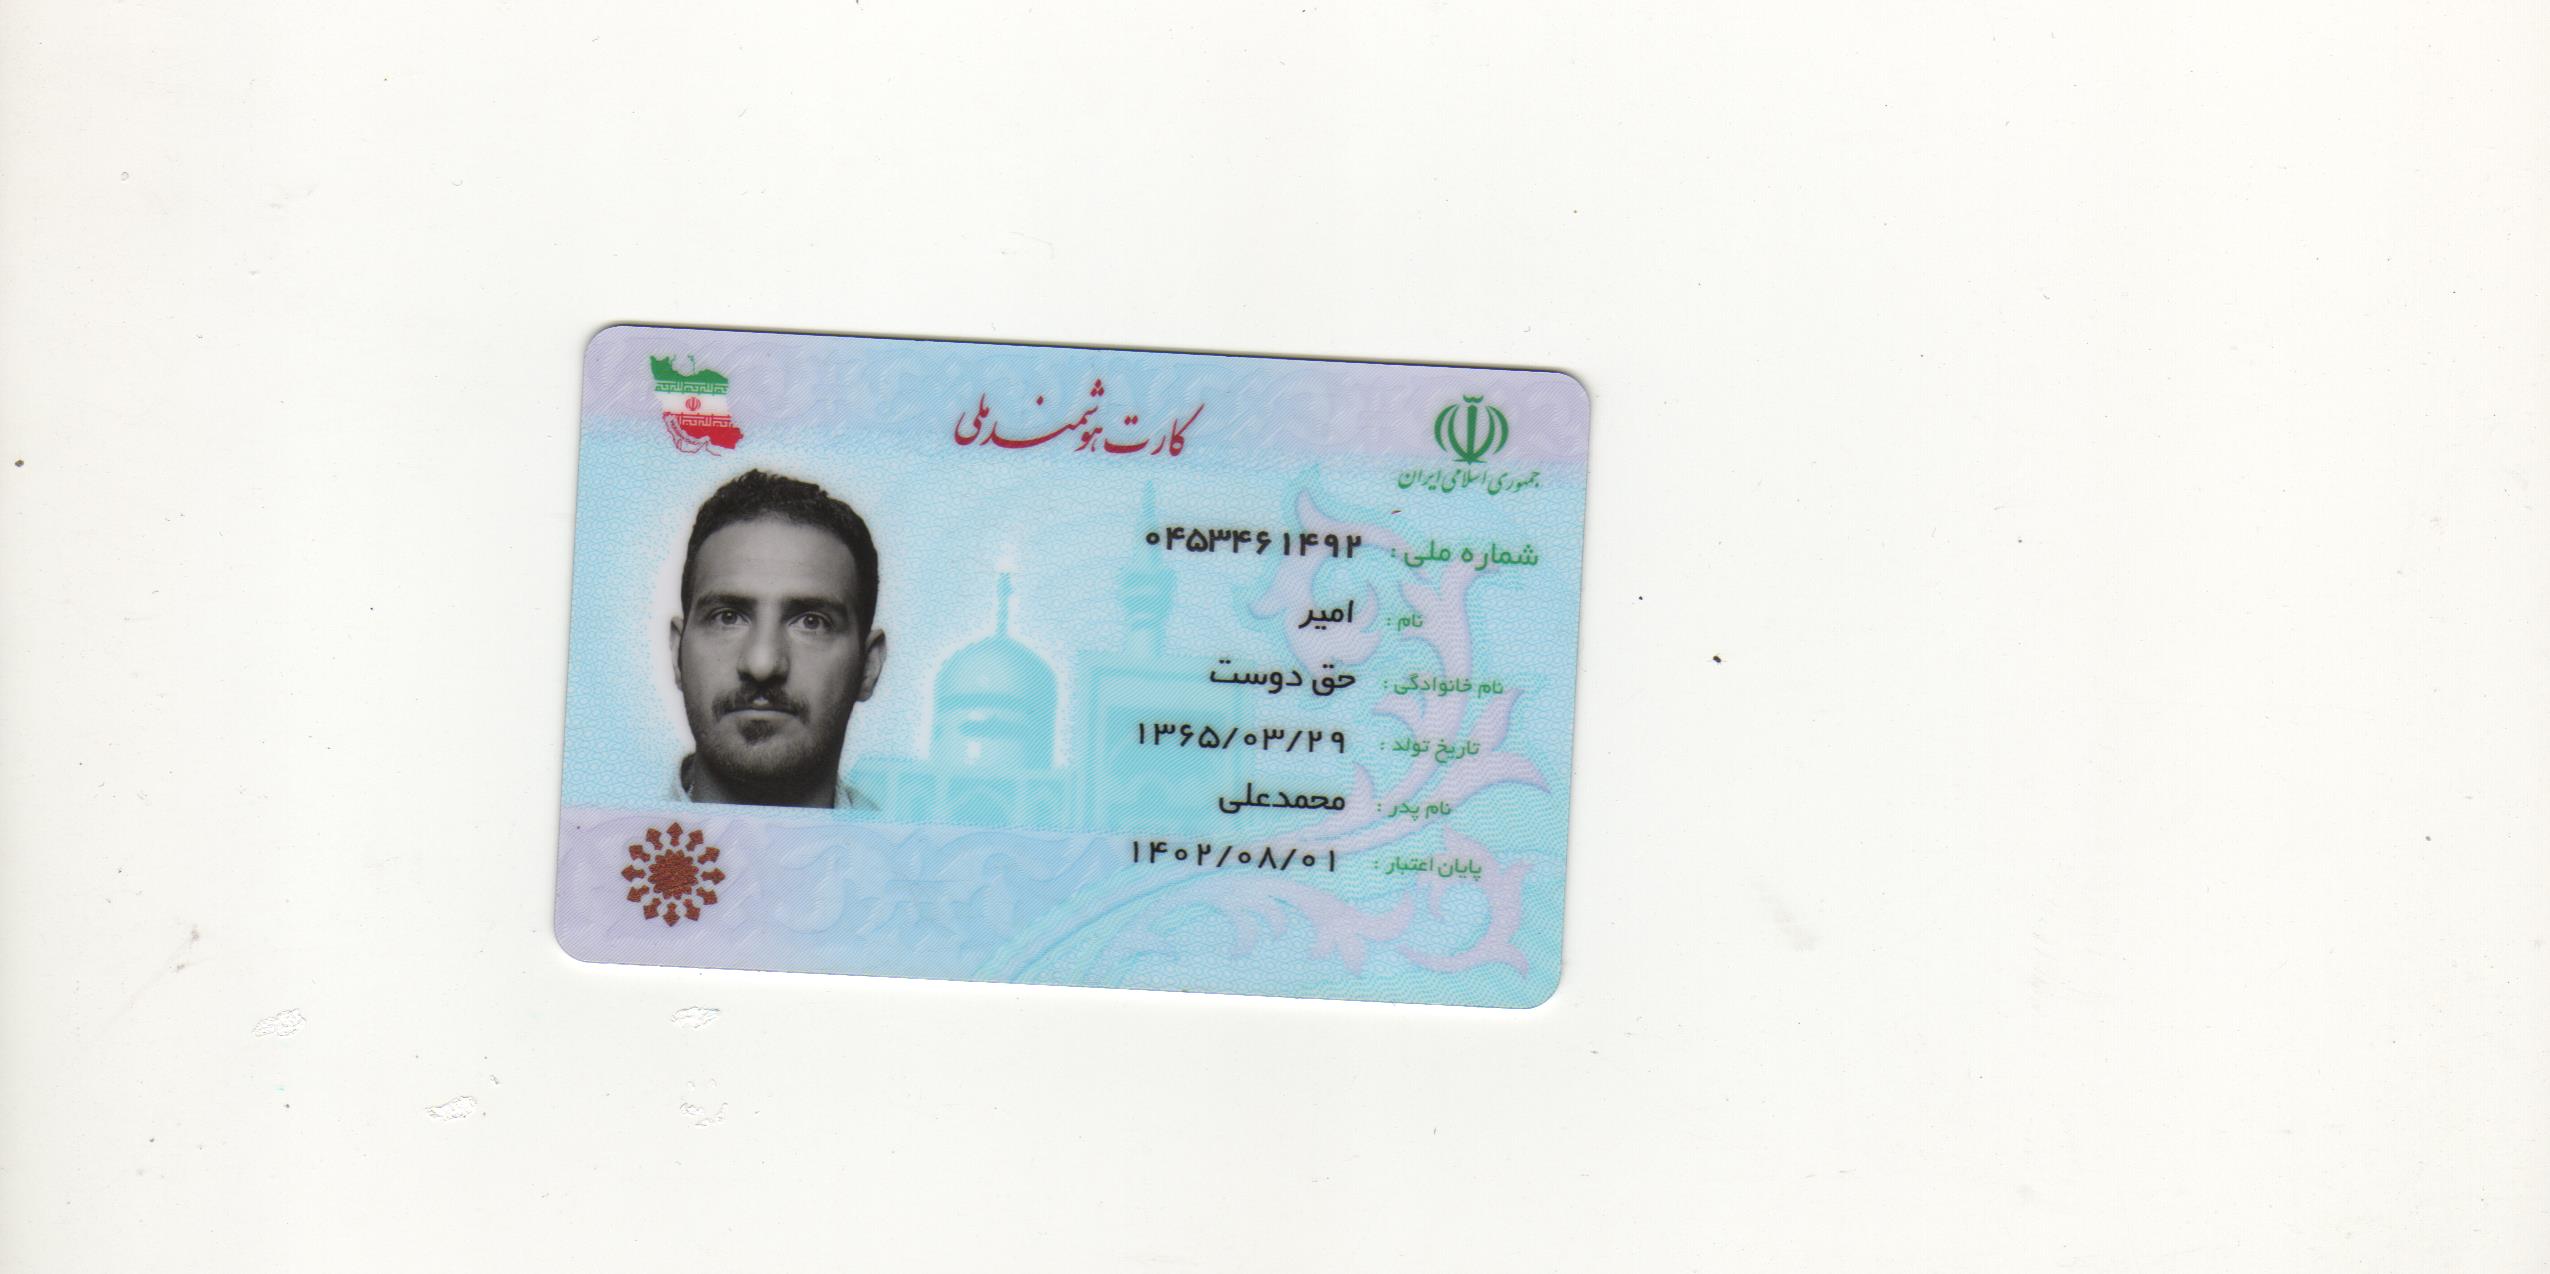 کارت هوشمند ملی
جمهوری اسلامی ایران
شماره ملی : ۰۴۵۳۴۶۱۴۹۲
نام : امیر
نام خانوادگی : حق دوست
تاریخ تولد : ۱۳۶۵/۰۳/۲۹
نام پدر : محمدعلی
پایان اعتبار : ۱۴۰۲/۰۸/۰۱